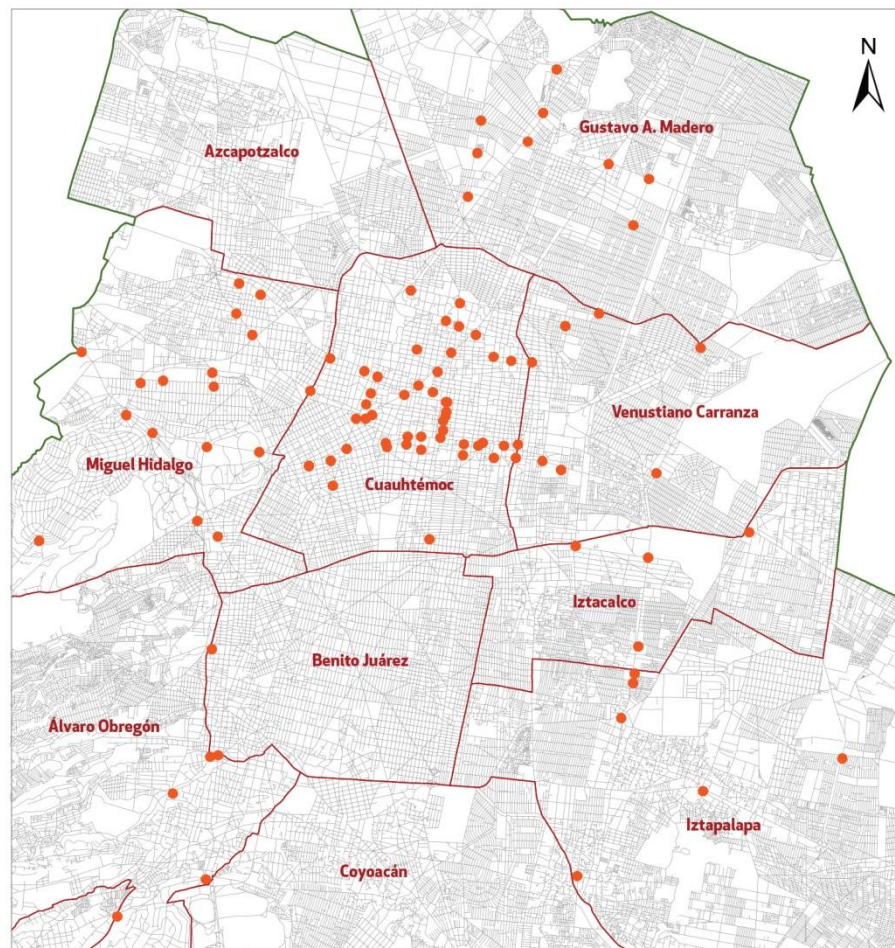 N
Gustavo A. Madero
Azcapotzalco
Venustiano Carranza
Miguel Hidalgo
Cuauhtémoc
Iztacalco
Benito Juárez
Álvaro Obregón
Iztapalapa
Coyoacán